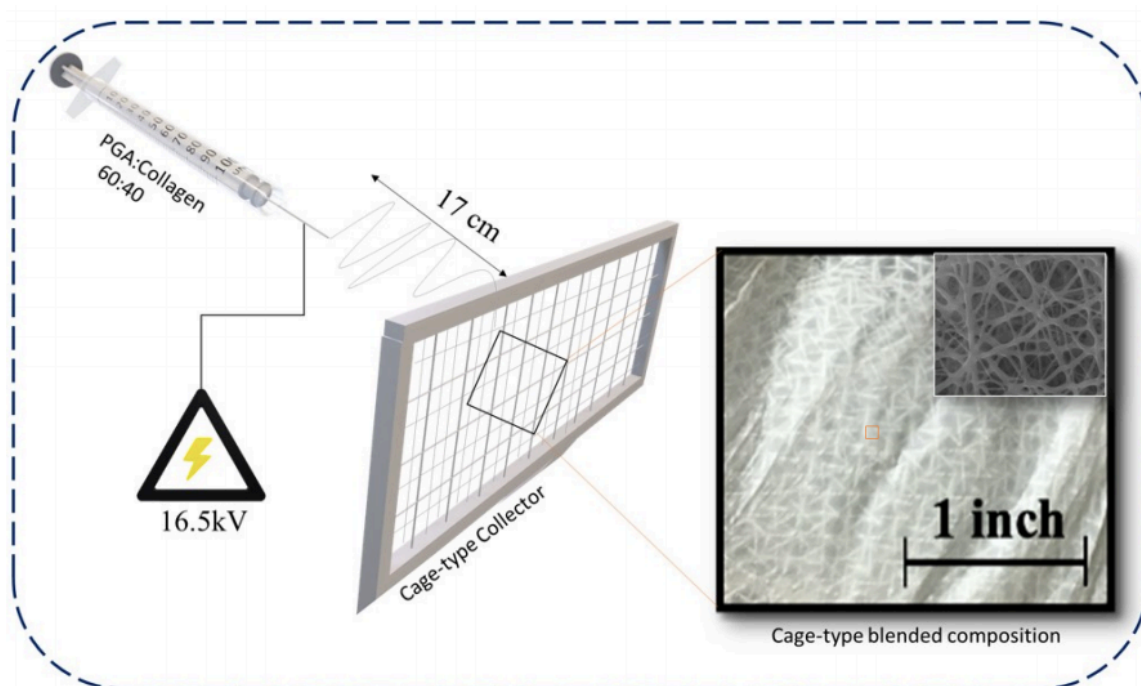 PGA:Collagen
60:40
17 cm
16.5kV
Cage-type Collector
1 inch
Cage-type blended composition